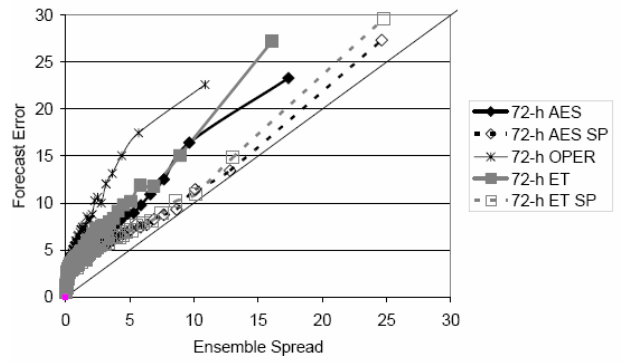 30
25
20
15
10
5
0
Forecast Error
0 5 10 15 20 25 30
Ensemble Spread
72-h AES
72-h AES SP
72-h OPER
72-h ET
72-h ET SP